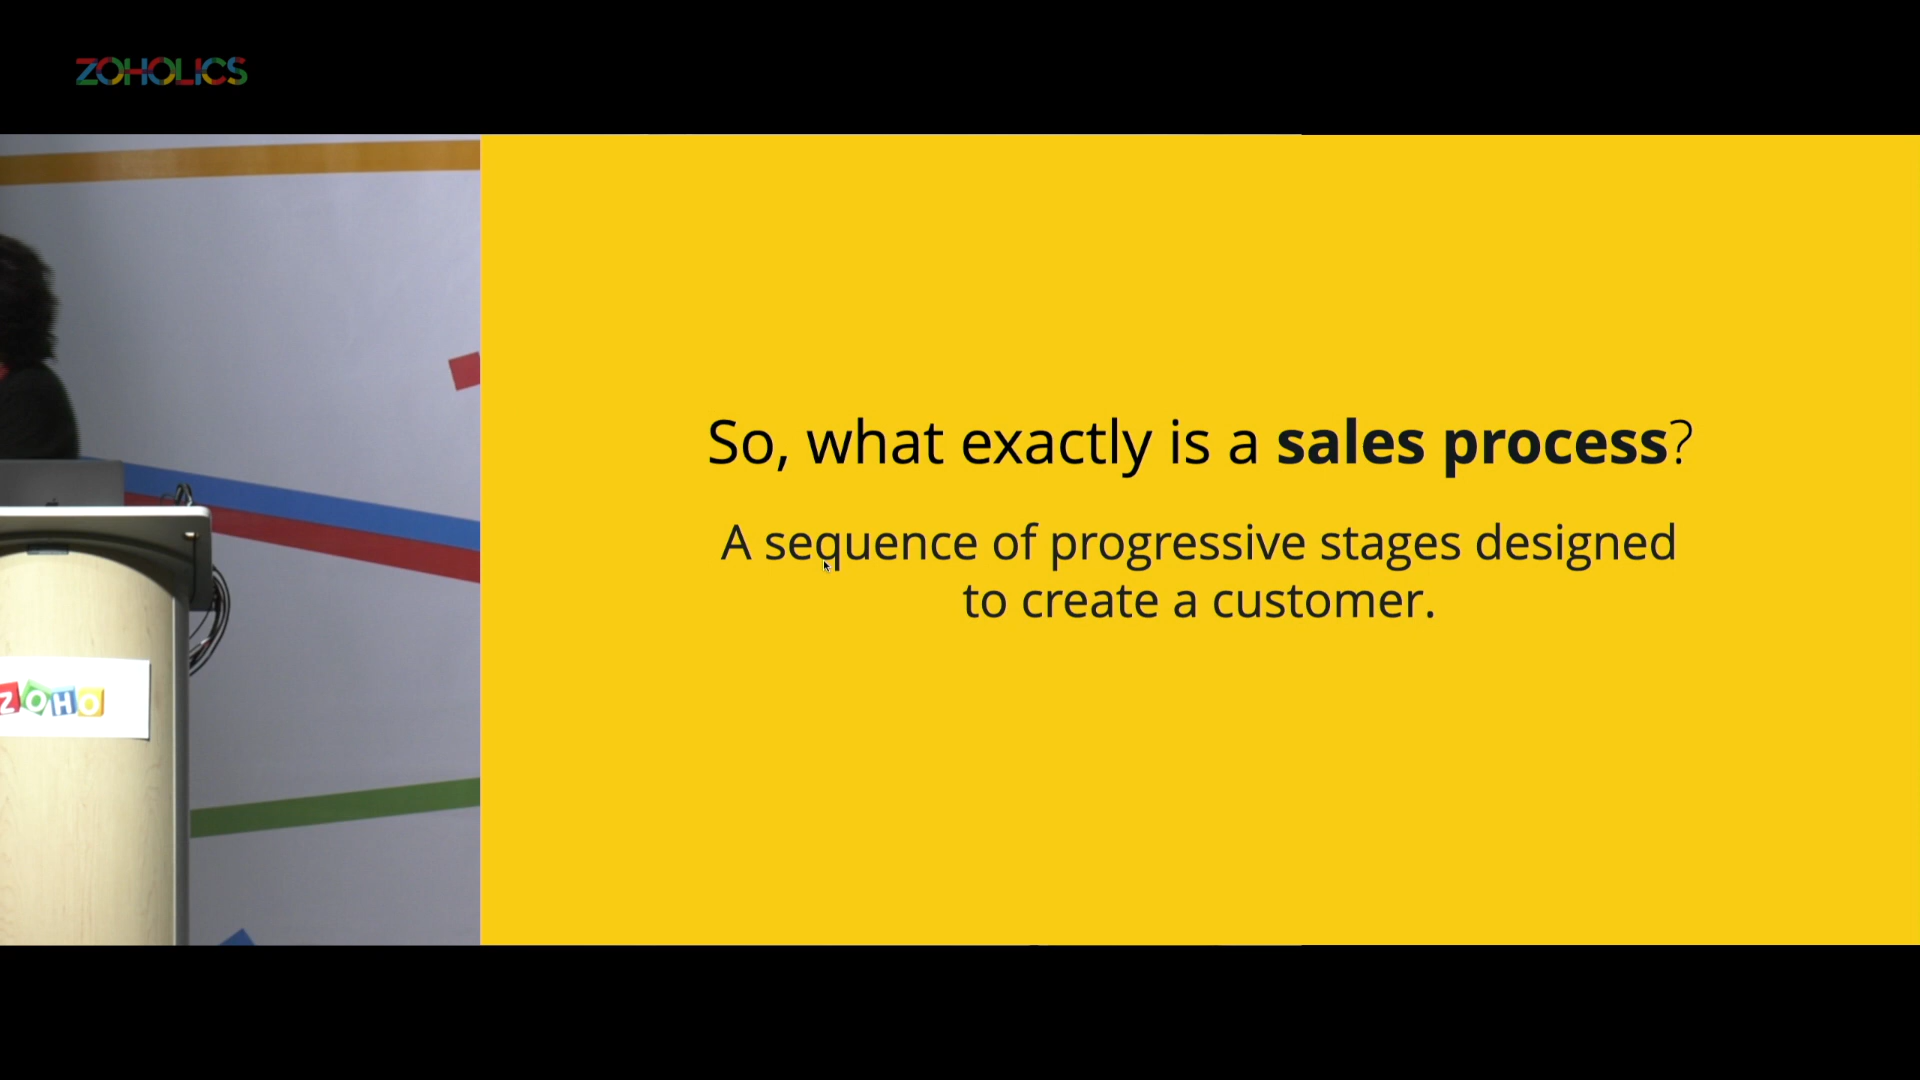 ZOHOLICS
So, what exactly is a sales process?
A sequence of progressive stages designed
to create a customer.
ZOHO